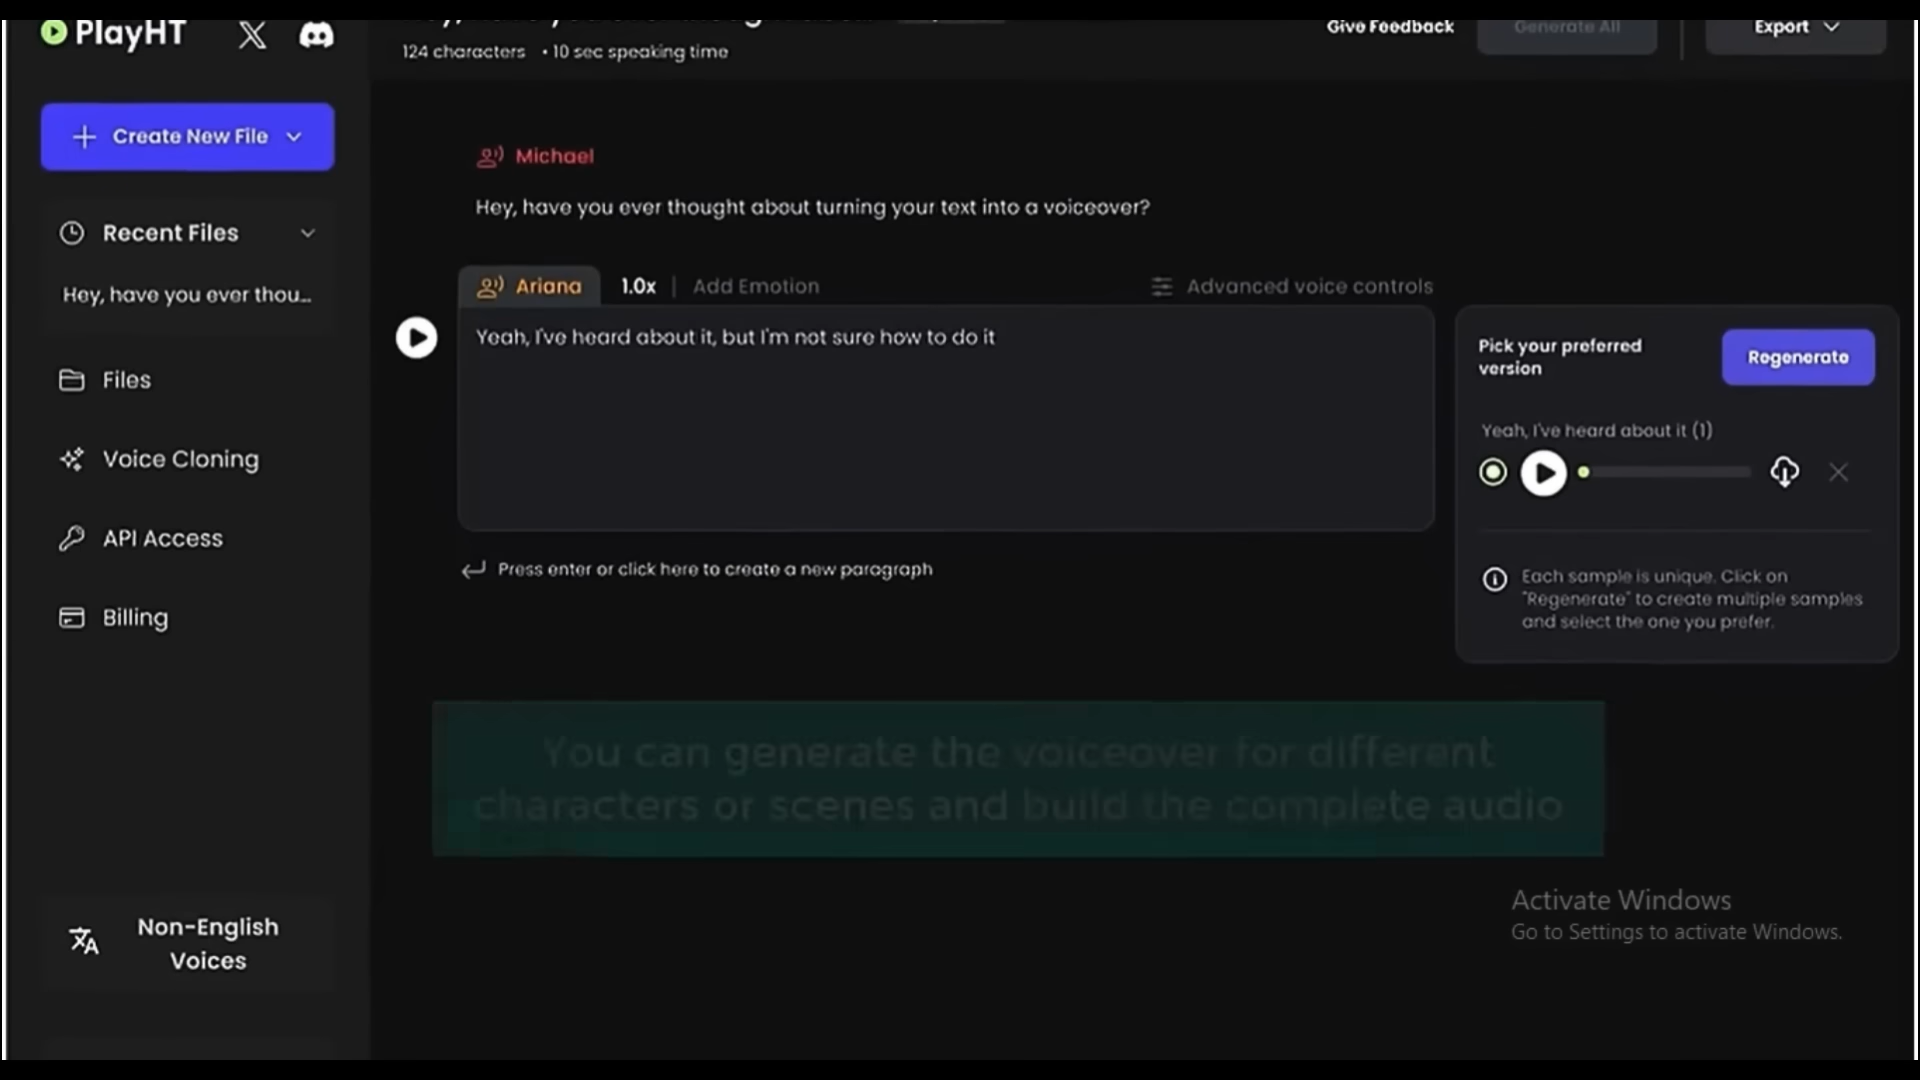 PlayHT
124 characters • 10 sec speaking time
Give Feedback
Generate All
Export
Create New File
Recent Files
Hey, have you ever thou...
Files
Voice Cloning
API Access
Billing
Non-English
Voices
Michael
Hey, have you ever thought about turning your text into a voiceover?
Ariana
1.0x
Add Emotion
Advanced voice controls
Yeah, I've heard about it, but I'm not sure how to do it
Press enter or click here to create a new paragraph
Pick your preferred
version
Regenerate
Yeah, I've heard about it (1)
Each sample is unique. Click on
"Regenerate" to create multiple samples
and select the one you prefer.
You can generate the voiceover for different
characters or scenes and build the complete audio
Activate Windows
Go to Settings to activate Windows.